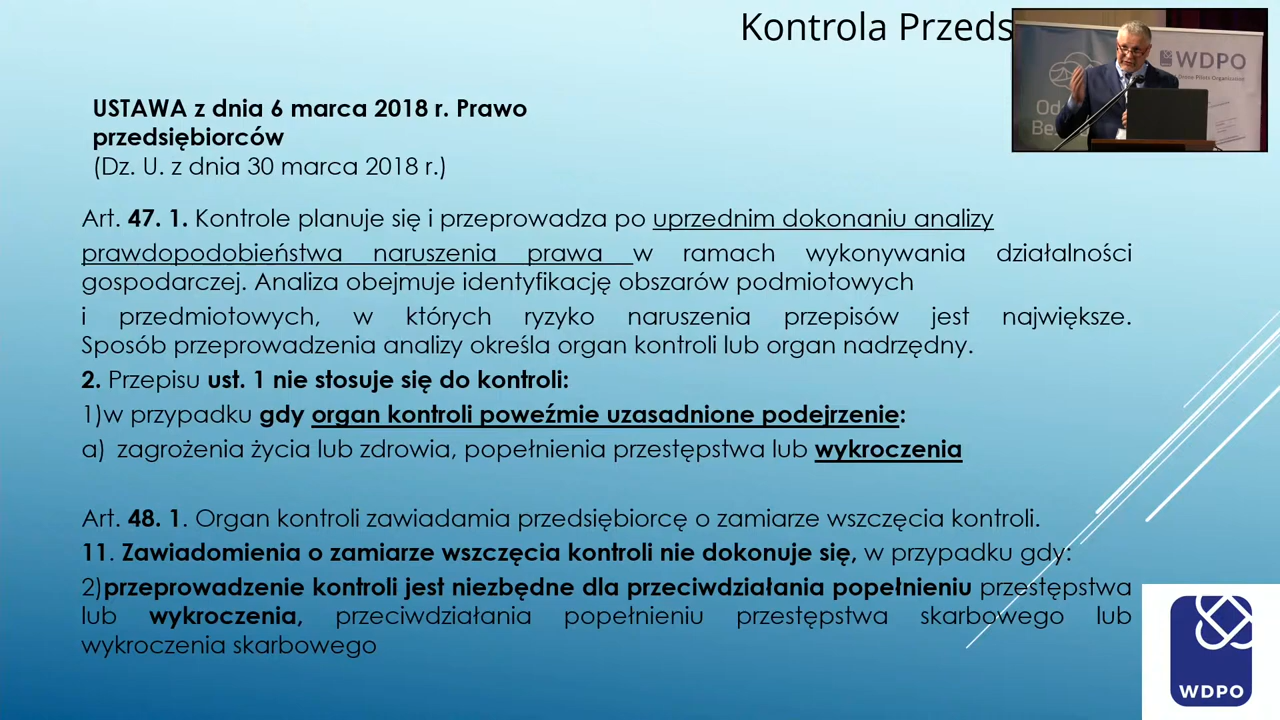 Kontrola Przeds
WDPO
Drone Pilots Organization
Od
Be
USTAWA z dnia 6 marca 2018 r. Prawo
przedsiębiorców
(Dz. U. z dnia 30 marca 2018 r.)
Art. 47. 1. Kontrole planuje się i przeprowadza po uprzednim dokonaniu analizy
prawdopodobieństwa naruszenia prawa w ramach wykonywania działalności
gospodarczej. Analiza obejmuje identyfikację obszarów podmiotowych
i przedmiotowych, w których ryzyko naruszenia przepisów jest największe.
Sposób przeprowadzenia analizy określa organ kontroli lub organ nadrzędny.
2. Przepisu ust. 1 nie stosuje się do kontroli:
1)w przypadku gdy organ kontroli poweźmie uzasadnione podejrzenie:
a) zagrożenia życia lub zdrowia, popełnienia przestępstwa lub wykroczenia
Art. 48. 1. Organ kontroli zawiadamia przedsiębiorcę o zamiarze wszczęcia kontroli.
11. Zawiadomienia o zamiarze wszczęcia kontroli nie dokonuje się, w przypadku gdy:
2)przeprowadzenie kontroli jest niezbędne dla przeciwdziałania popełnieniu przestępstwa
lub wykroczenia, przeciwdziałania popełnieniu przestępstwa skarbowego lub
wykroczenia skarbowego
WDPO